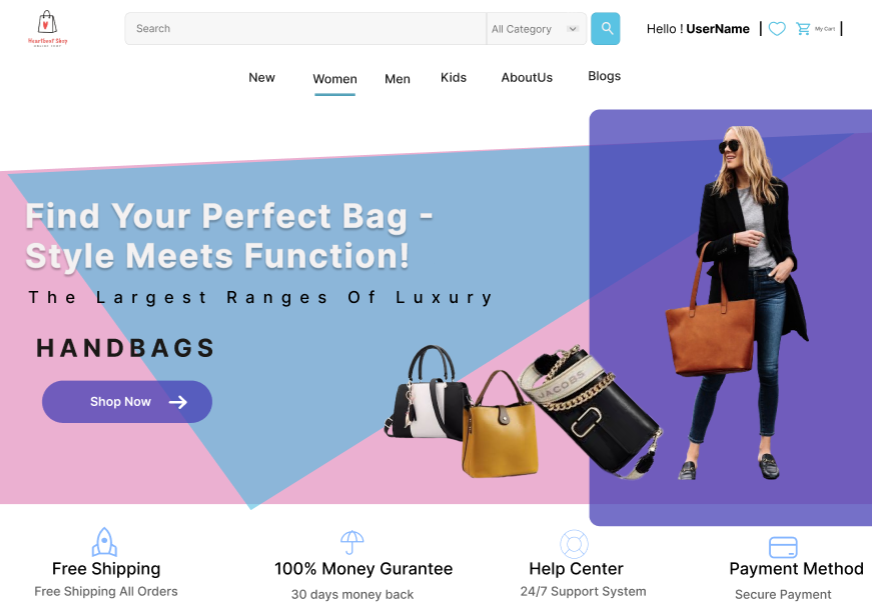 Heartbeat Shop
ONLINE SHOP
Search
All Category
Hello ! UserName
My Cart
New
Women
Men
Kids
AboutUs
Blogs
Find Your Perfect Bag -
Style Meets Function!
The Largest Ranges Of Luxury
HANDBAGS
Shop Now
JACOBS
Free Shipping
100% Money Gurantee
Help Center
Payment Method
Free Shipping All Orders
30 days money back
24/7 Support System
Secure Payment